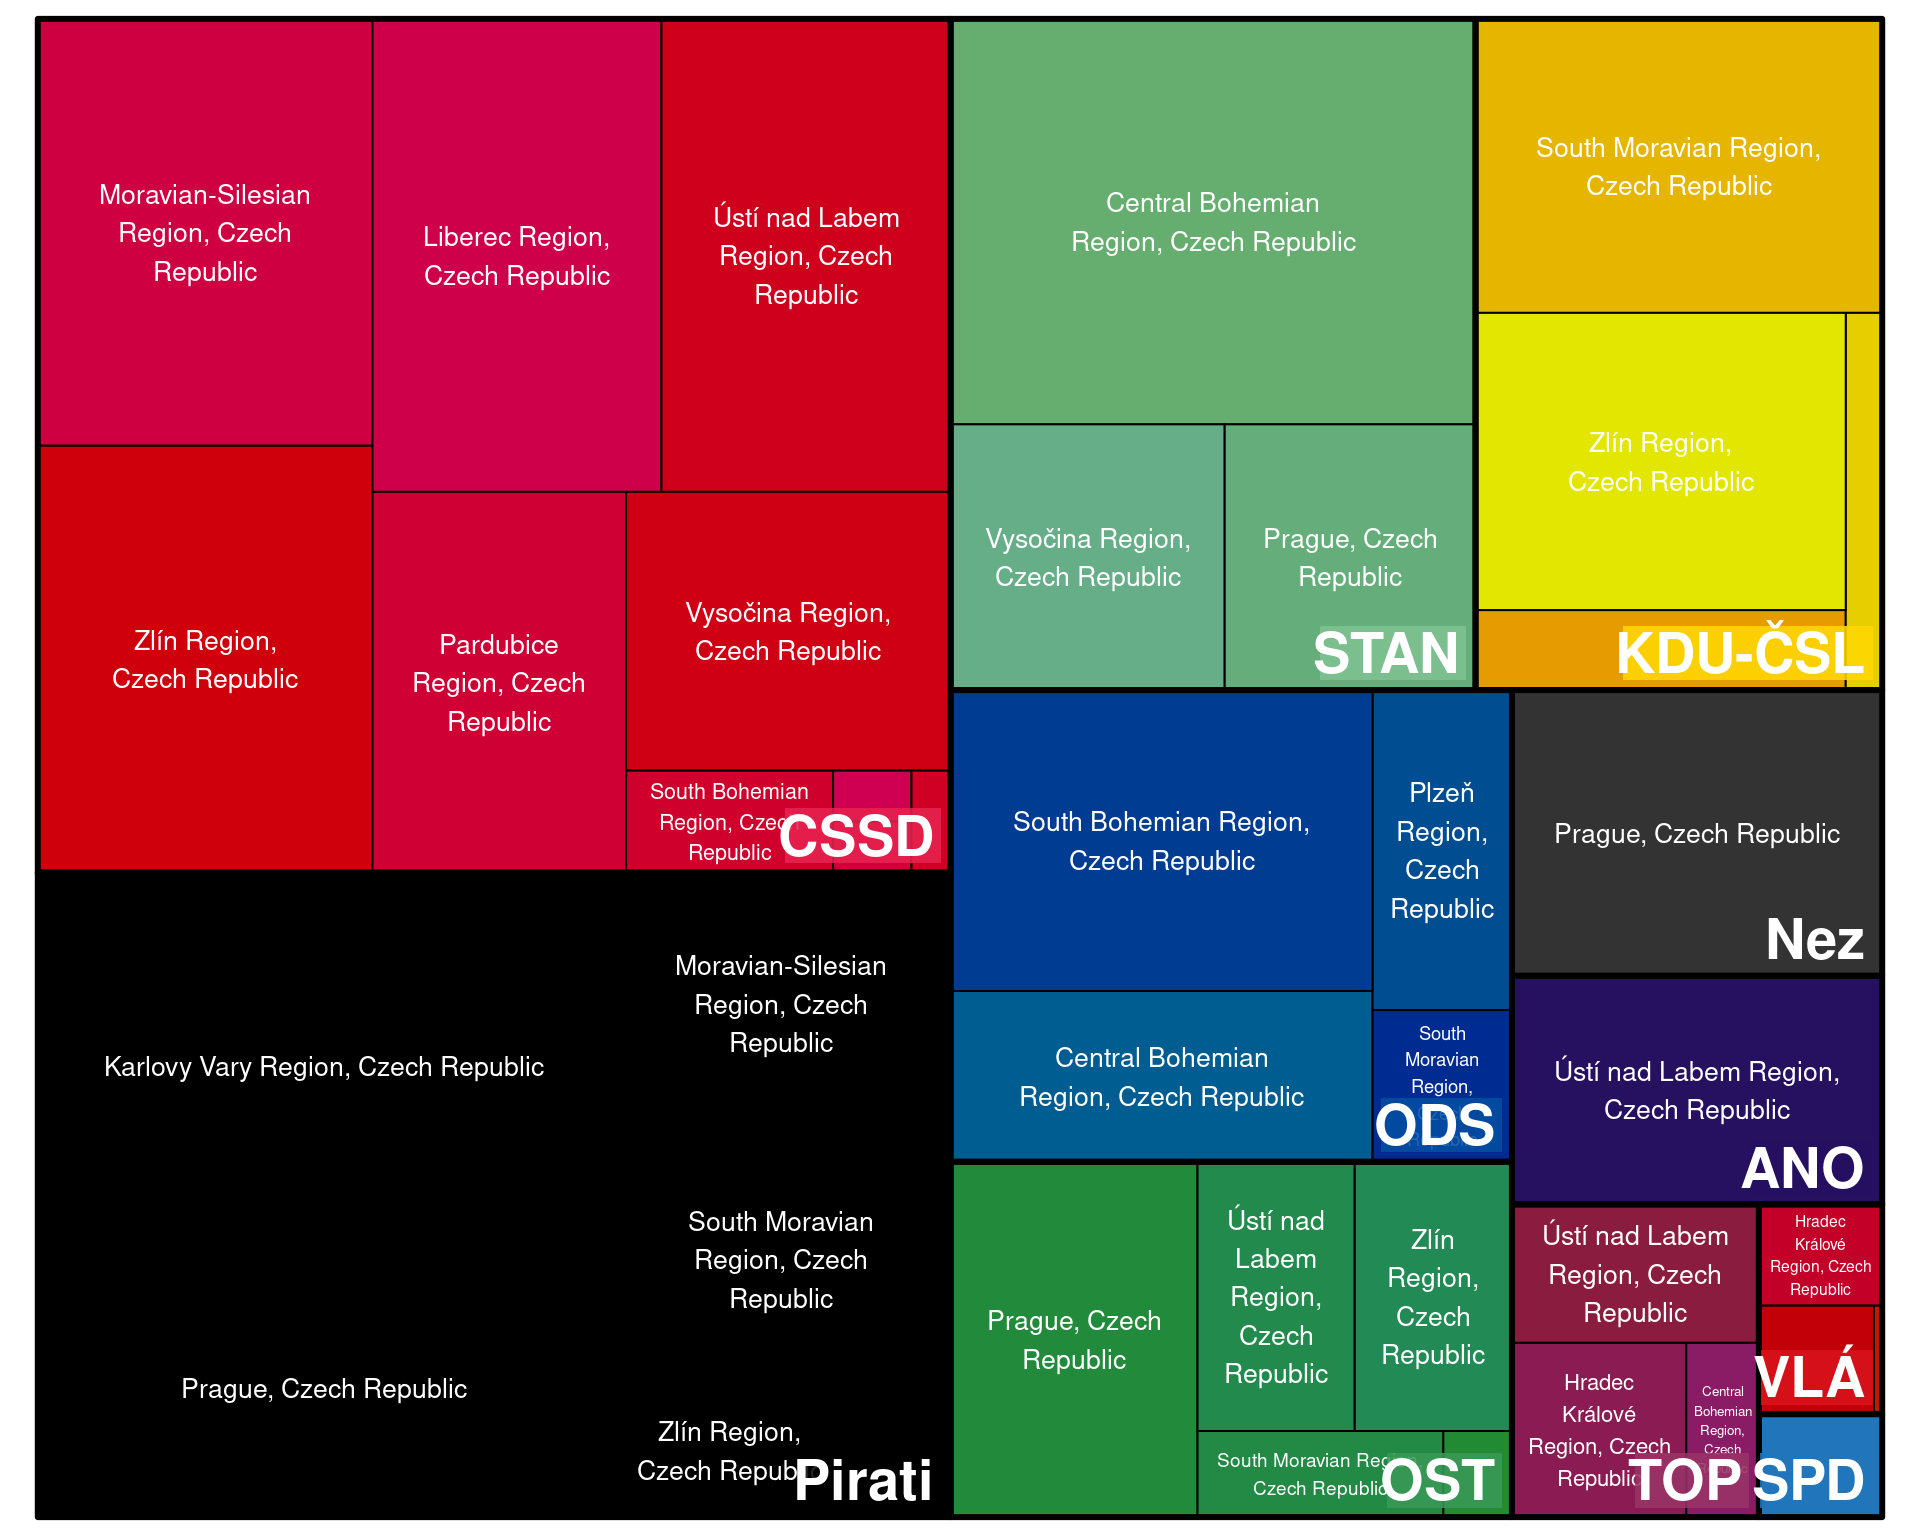 Moravian-Silesian
Region, Czech
Republic
Liberec Region,
Czech Republic
Ústí nad Labem
Region, Czech
Republic
Zlín Region,
Czech Republic
Pardubice
Region, Czech
Republic
Vysočina Region,
Czech Republic
South Bohemian
Region, Czech
Republic
CSSD
Central Bohemian
Region, Czech Republic
Vysočina Region,
Czech Republic
Prague, Czech
Republic
STAN
South Moravian Region,
Czech Republic
Zlín Region,
Czech Republic
KDU-ČSL
Karlovy Vary Region, Czech Republic
Moravian-Silesian
Region, Czech
Republic
South Moravian
Region, Czech
Republic
Prague, Czech Republic
Zlín Region,
Czech Republic
Pirati
South Bohemian Region,
Czech Republic
Plzeň
Region,
Czech
Republic
Central Bohemian
Region, Czech Republic
South
Moravian
Region,
ODS
Prague, Czech Republic
Nez
Ústí nad Labem Region,
Czech Republic
ANO
Prague, Czech
Republic
Ústí nad
Labem
Region,
Czech
Republic
Zlín
Region,
Czech
Republic
South Moravian Region,
Czech Republic
OST
Ústí nad Labem
Region, Czech
Republic
Hradec
Králové
Region, Czech
Republic
Central
Bohemian
Region,
Czech
TOP
Hradec
Králové
Region, Czech
Republic
VLÁ
SPD